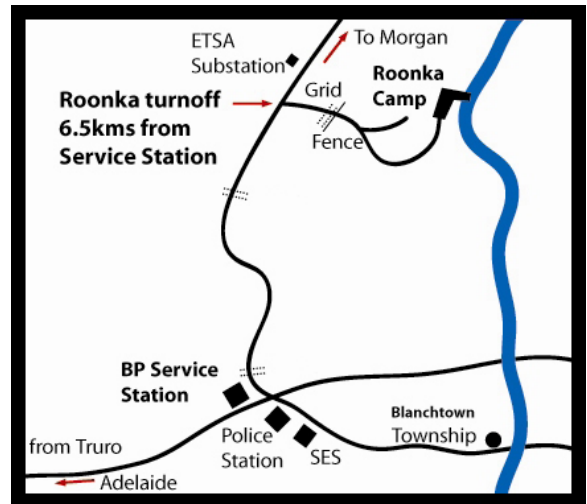 ETSA
Substation
To Morgan
Roonka turnoff
6.5kms from
Service Station
Grid
Fence
Roonka
Camp
BP Service
Station
Blanchtown
Township
Police
Station
SES
from Truro
Adelaide